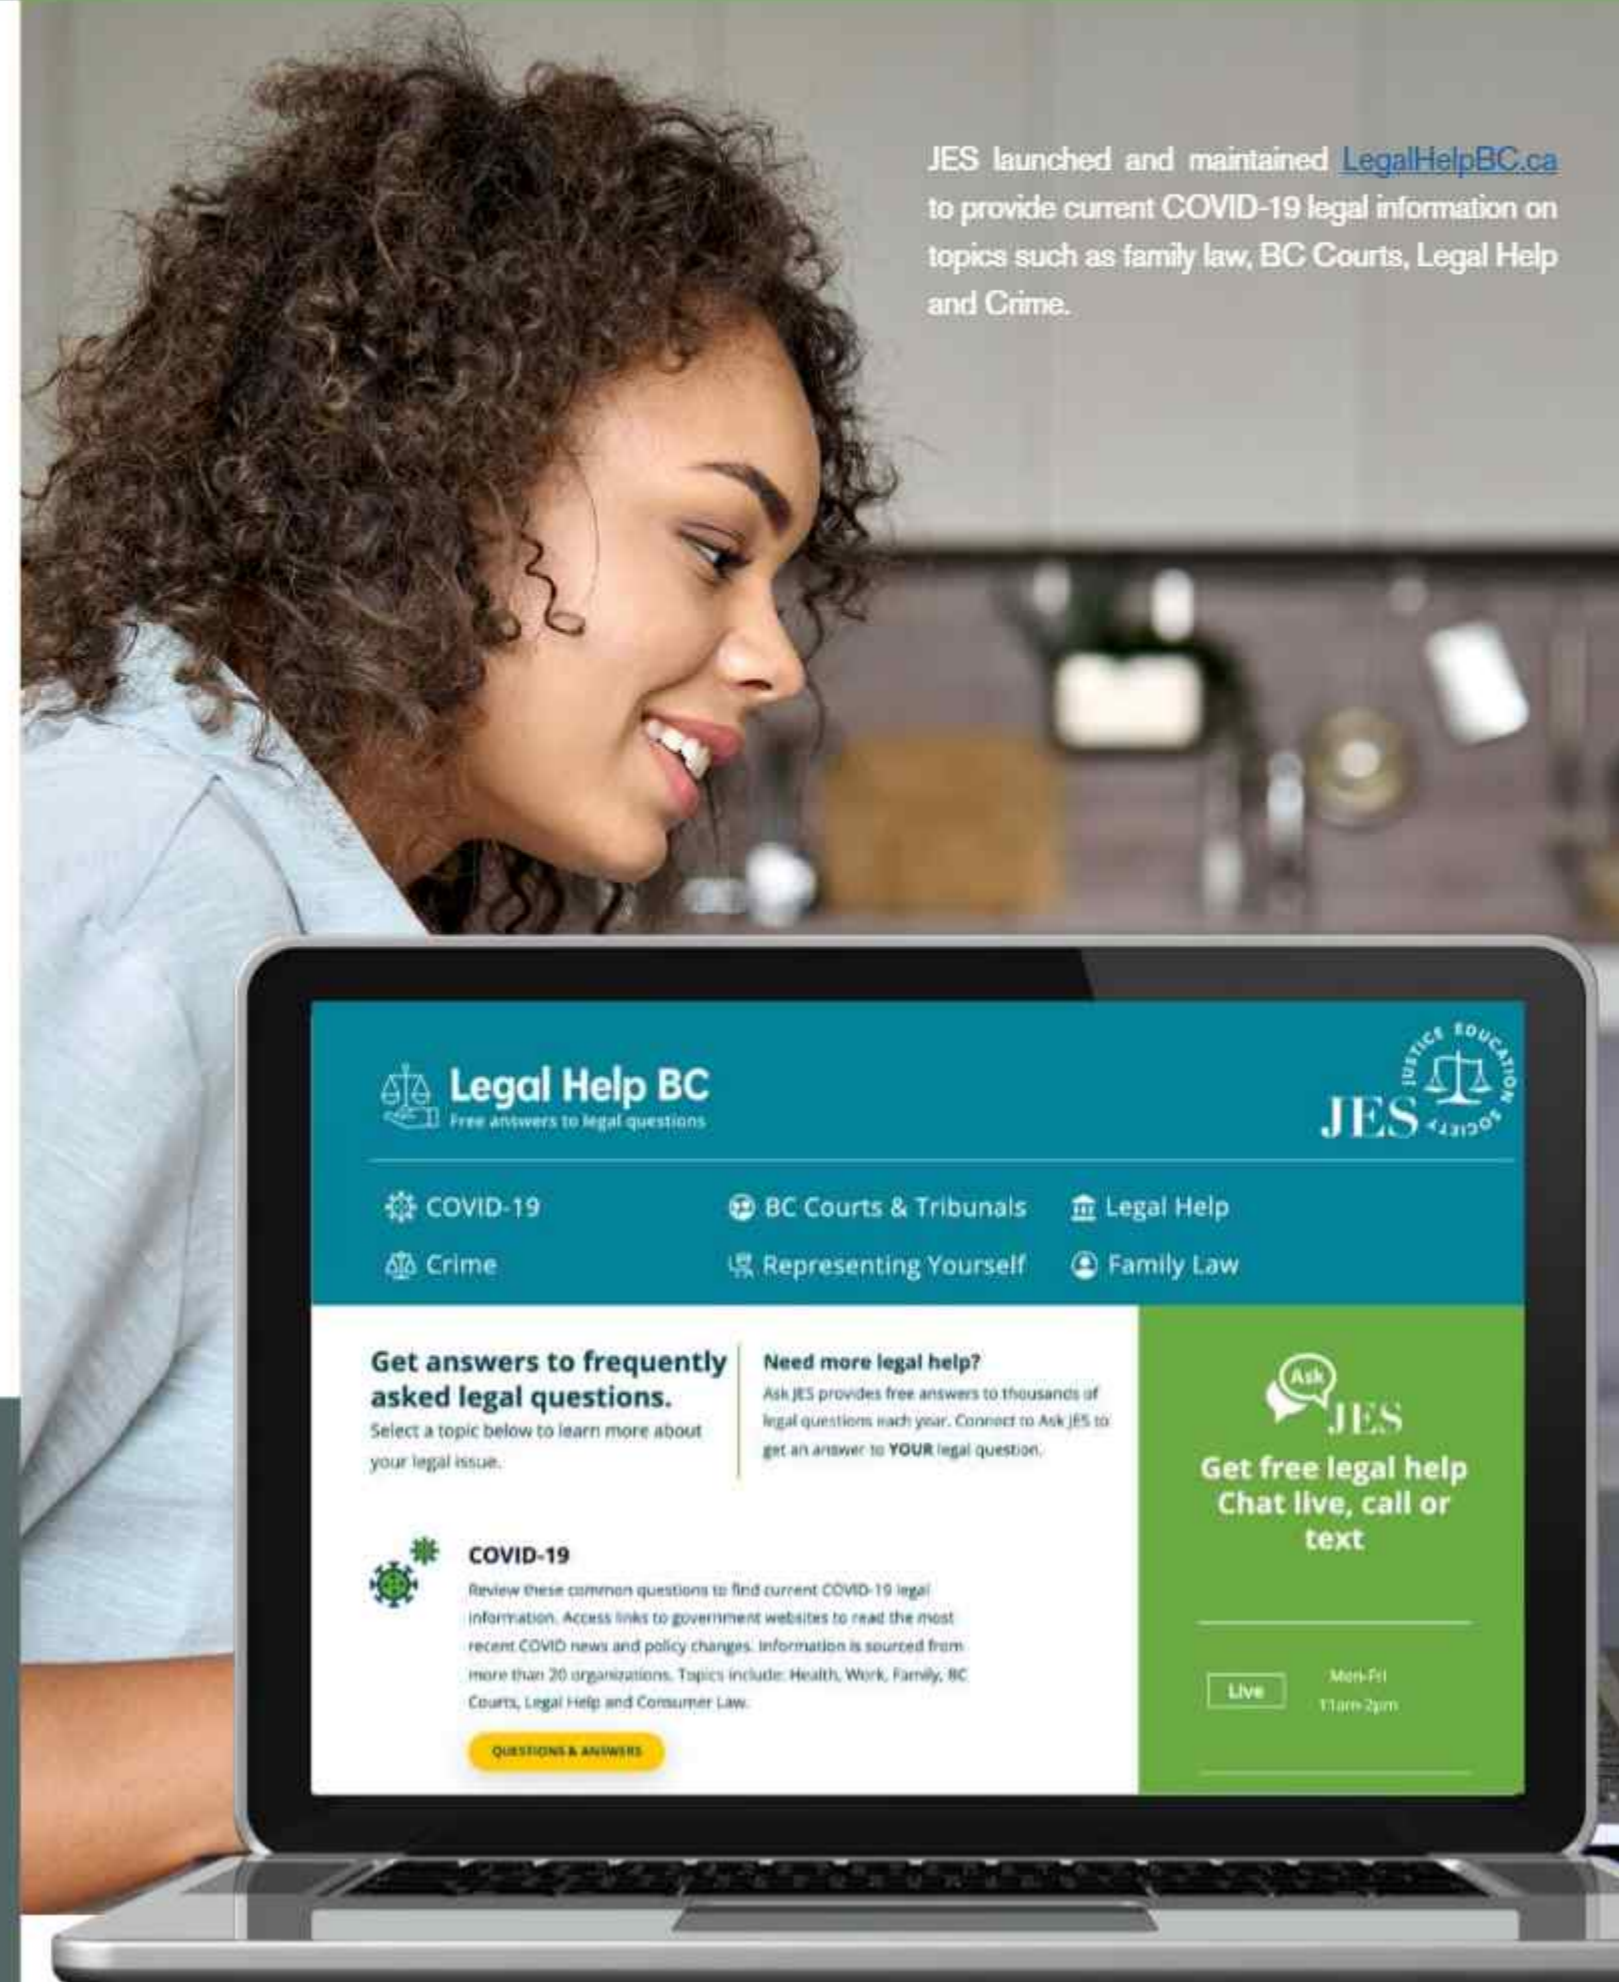 JES launched and maintained LegalHelpBC.ca
to provide current COVID-19 legal information on
topics such as family law, BC Courts, Legal Help
and Crime.
Legal Help BC
Free answers to legal questions
JES
JUSTICE EDUCATION SOCIETY
COVID-19
BC Courts & Tribunals
Legal Help
Crime
Representing Yourself
Family Law
Get answers to frequently
asked legal questions.
Select a topic below to learn more about
your legal issue.
Need more legal help?
Ask JES provides free answers to thousands of
legal questions each year. Connect to Ask JES to
get an answer to YOUR legal question.
Ask
JES
Get free legal help
Chat live, call or
text
COVID-19
Review these common questions to find current COVID-19 legal
information. Access links to government websites to read the most
recent COVID news and policy changes. Information is sourced from
more than 20 organizations. Topics include: Health, Work, Family, BC
Courts, Legal Help and Consumer Law.
QUESTIONS & ANSWERS
Live
Mon-Fri
11am-2pm